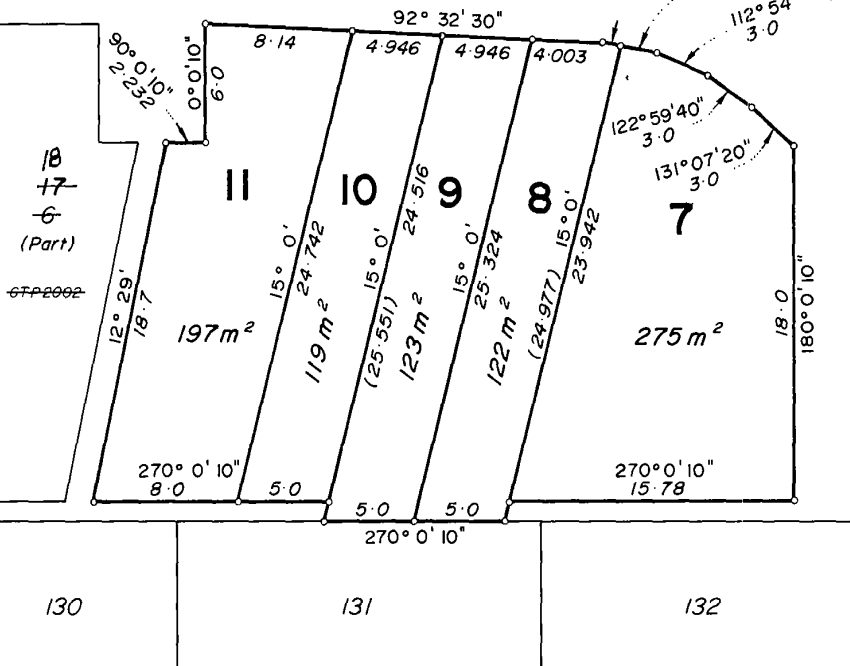 92° 32' 30"
112° 54
3·0
90° 0' 10"
2·232
0° 0' 10"
6·0
8·14
4·946
4·946
4·003
122° 59' 40"
3·0
131° 07' 20"
3·0
18
17
6
(Part)
GTP2002
11
10
9
8
7
12° 29'
18·7
15° 0'
24·742
15° 0'
24·516
(25·551)
15° 0'
25·324
15° 0'
23·942
(24·977)
18·0
180° 0' 10"
197m²
119m²
123m²
122m²
275m²
270° 0' 10"
8·0
5·0
5·0
5·0
270° 0' 10"
270° 0' 10"
15·78
130
131
132